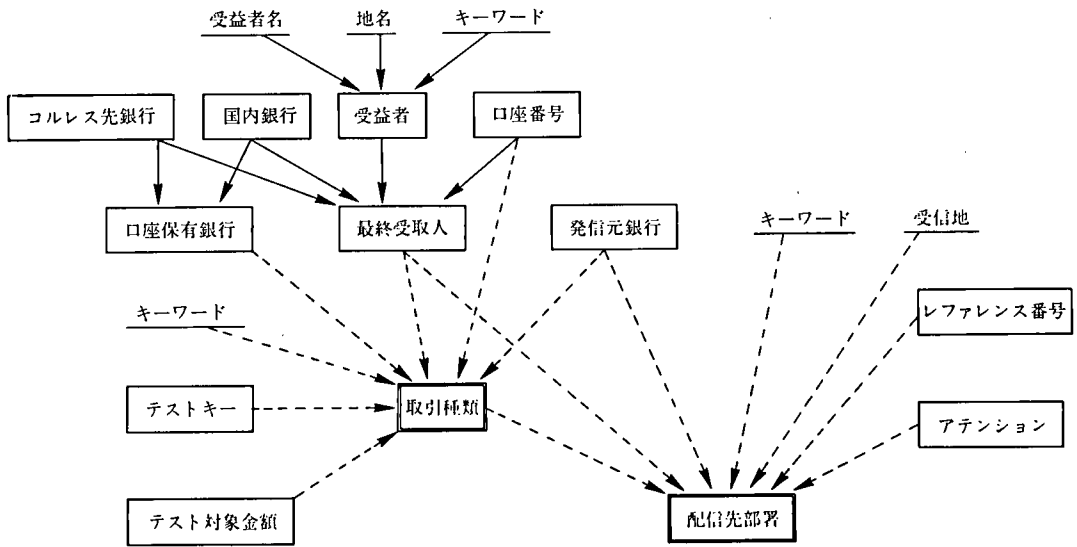 受益者名
地名
キーワード
コルレス先銀行
国内銀行
受益者
口座番号
口座保有銀行
最終受取人
発信元銀行
キーワード
受信地
キーワード
レファレンス番号
テストキー
取引種類
アテンション
テスト対象金額
配信先部署